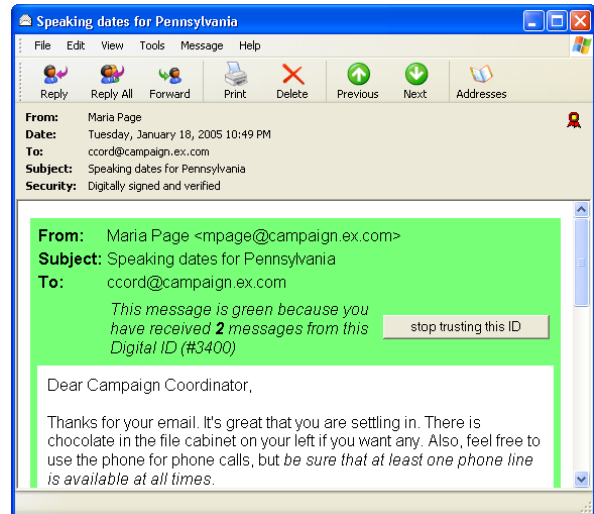 Speaking dates for Pennsylvania
File Edit View Tools Message Help
Reply Reply All Forward Print Delete Previous Next Addresses
From: Maria Page
Date: Tuesday, January 18, 2005 10:49 PM
To: ccord@campaign.ex.com
Subject: Speaking dates for Pennsylvania
Security: Digitally signed and verified
From: Maria Page <mpage@campaign.ex.com>
Subject: Speaking dates for Pennsylvania
To: ccord@campaign.ex.com
This message is green because you
have received 2 messages from this
Digital ID (#3400)
stop trusting this ID
Dear Campaign Coordinator,
Thanks for your email. It's great that you are settling in. There is
chocolate in the file cabinet on your left if you want any. Also, feel free to
use the phone for phone calls, but be sure that at least one phone line
is available at all times.